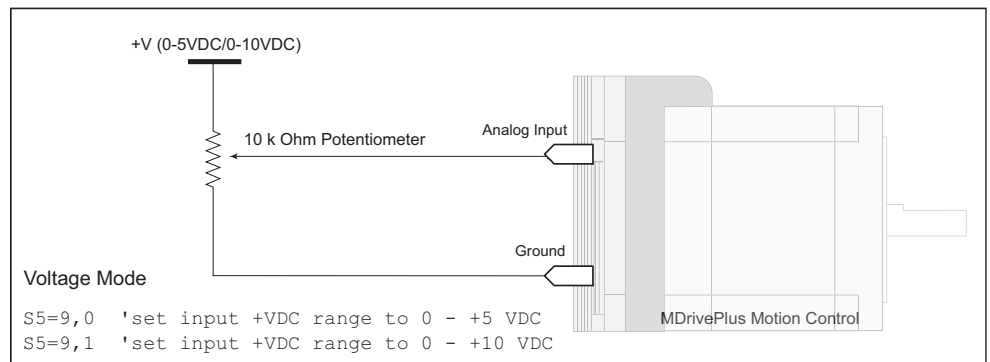 +V (0-5VDC/0-10VDC)
10 k Ohm Potentiometer
Analog Input
Ground
Voltage Mode
S5=9,0  'set input +VDC range to 0 - +5 VDC
S5=9,1  'set input +VDC range to 0 - +10 VDC
MDrivePlus Motion Control